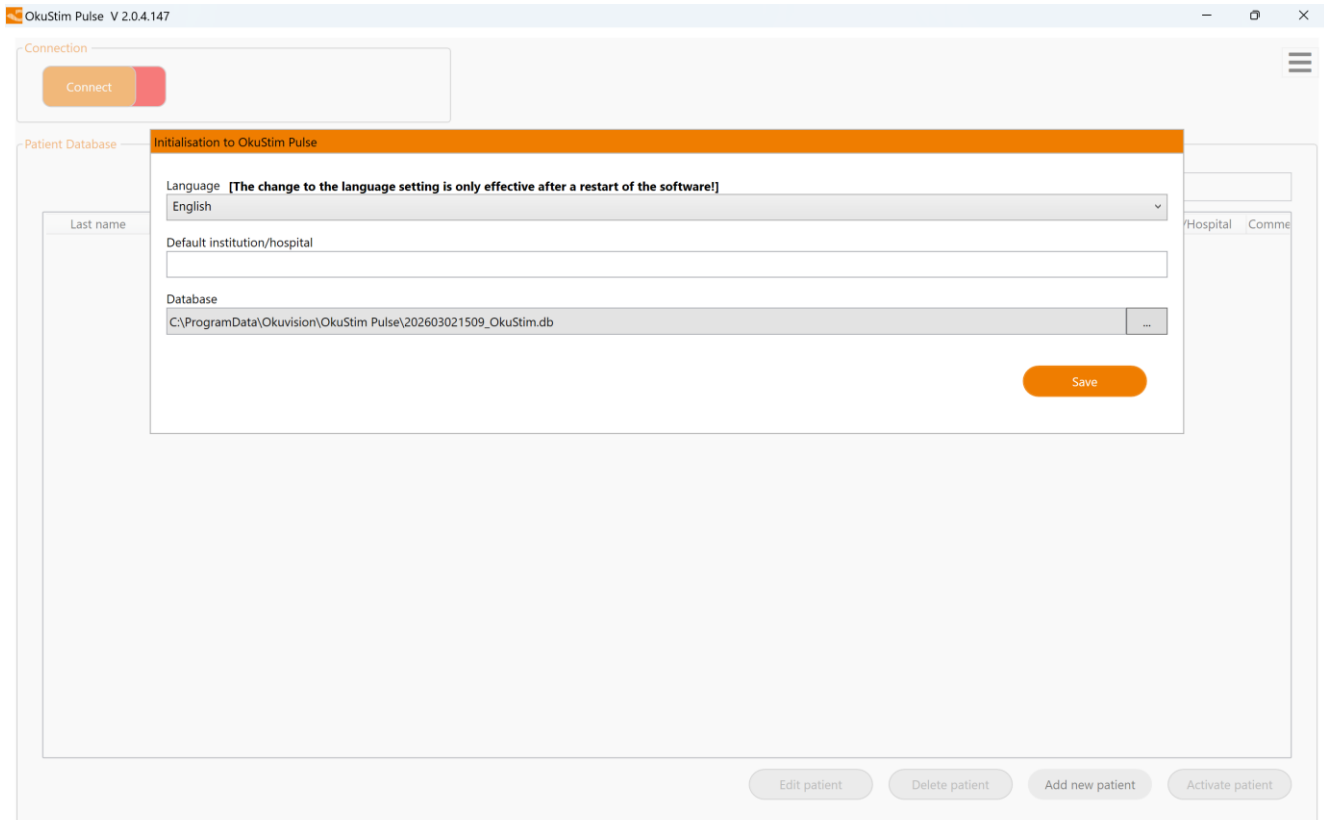 OkuStim Pulse V 2.0.4.147
Connection
Connect
Patient Database
Initialisation to OkuStim Pulse
Language [The change to the language setting is only effective after a restart of the software!]
English
Last name
/Hospital Comme
Default institution/hospital
Database
C:\ProgramData\Okuvision\OkuStim Pulse\202603021509_OkuStim.db
...
Save
Edit patient
Delete patient
Add new patient
Activate patient